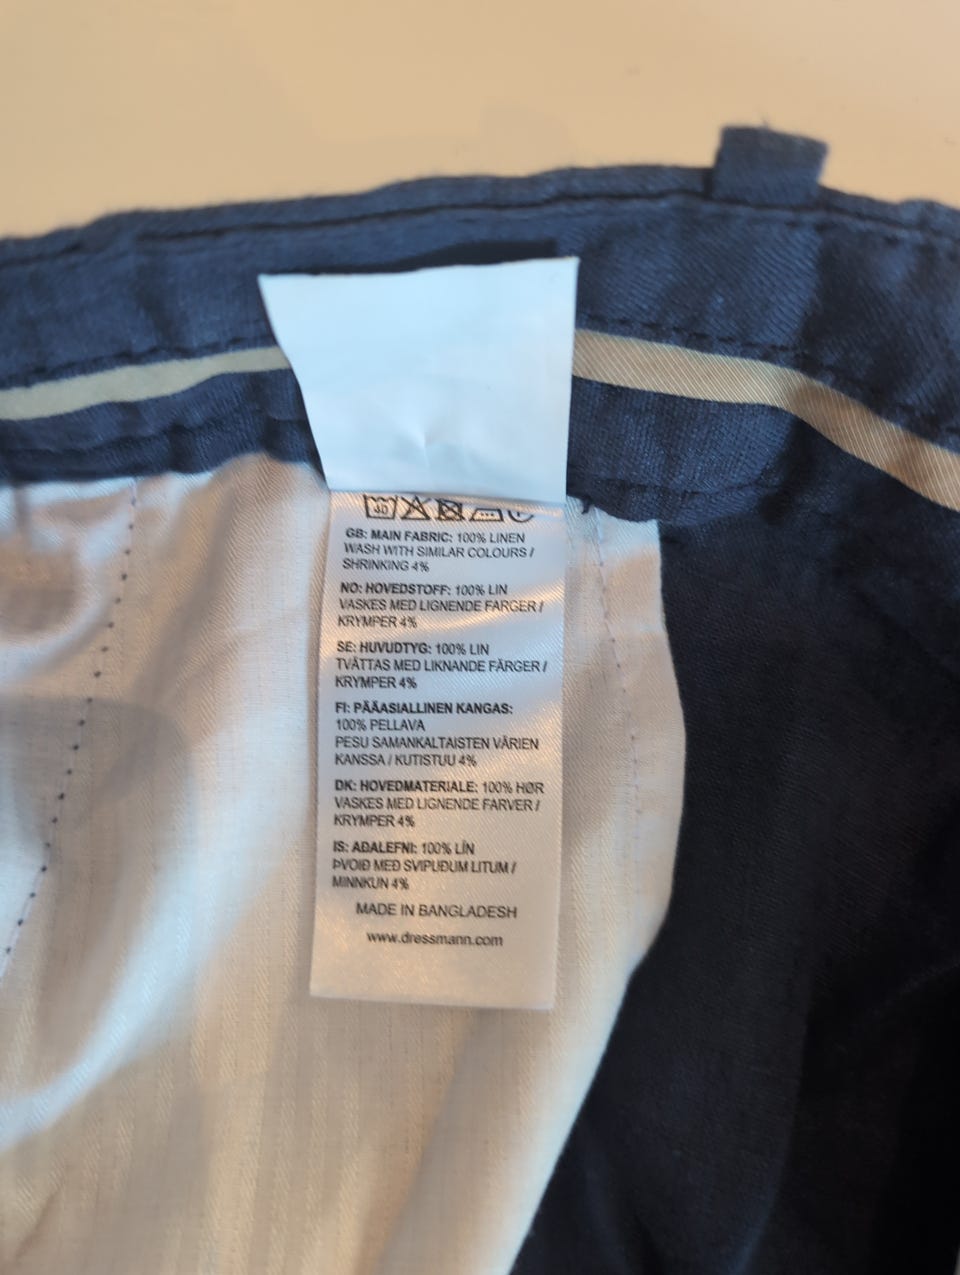 40
GB: MAIN FABRIC: 100% LINEN
WASH WITH SIMILAR COLOURS /
SHRINKING 4%
NO: HOVEDSTOFF: 100% LIN
VASKES MED LIGNENDE FARGER /
KRYMPER 4%
SE: HUVUDTYG: 100% LIN
TVÄTTAS MED LIKNANDE FÄRGER /
KRYMPER 4%
FI: PÄÄASIALLINEN KANGAS:
100% PELLAVA
PESU SAMANKALTAISTEN VÄRIEN
KANSSA / KUTISTUU 4%
DK: HOVEDMATERIALE: 100% HØR
VASKES MED LIGNENDE FARVER /
KRYMPER 4%
IS: AÐALEFNI: 100% LÍN
ÞVOIÐ MEÐ SVIPUÐUM LITUM /
MINNKUN 4%
MADE IN BANGLADESH
www.dressmann.com